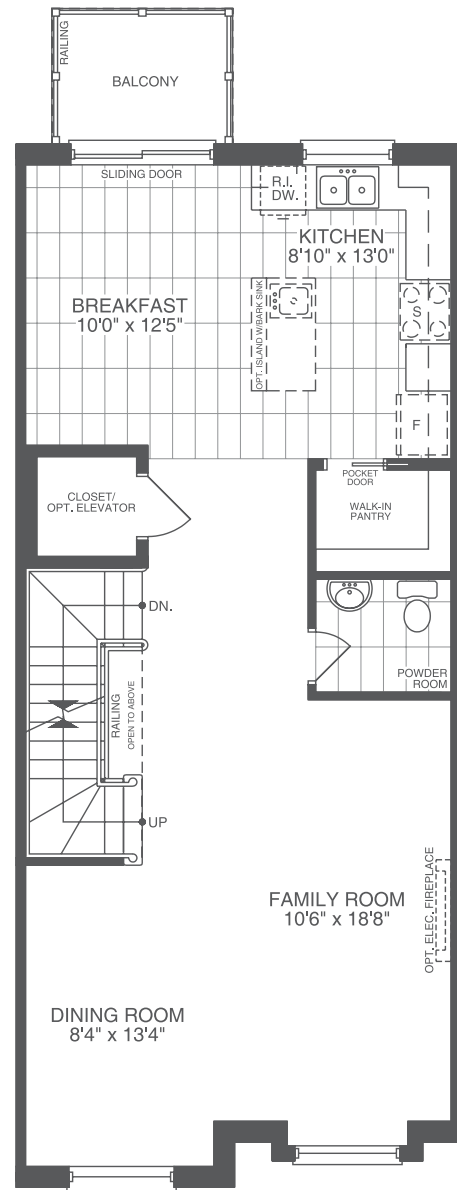 RAILING
BALCONY
SLIDING DOOR
R.I.
DW.
KITCHEN
8'10" x 13'0"
BREAKFAST
10'0" x 12'5"
OPT. ISLAND W/BARK SINK
S
S
F
POCKET
DOOR
WALK-IN
PANTRY
CLOSET/
OPT. ELEVATOR
DN.
RAILING
OPEN TO ABOVE
UP
POWDER
ROOM
FAMILY ROOM
10'6" x 18'8"
OPT. ELEC. FIREPLACE
DINING ROOM
8'4" x 13'4"